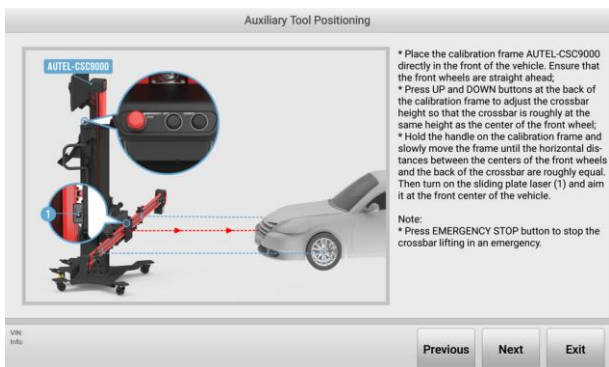 Auxiliary Tool Positioning
AUTEL-CSC9000
1
* Place the calibration frame AUTEL-CSC9000
directly in the front of the vehicle. Ensure that
the front wheels are straight ahead;
* Press UP and DOWN buttons at the back of
the calibration frame to adjust the crossbar
height so that the crossbar is roughly at the
same height as the center of the front wheel;
* Hold the handle on the calibration frame and
slowly move the frame until the horizontal dis-
tances between the centers of the front wheels
and the back of the crossbar are roughly equal.
Then turn on the sliding plate laser (1) and aim
it at the front center of the vehicle.
Note:
* Press EMERGENCY STOP button to stop the
crossbar lifting in an emergency.
VIN:
Info:
Previous
Next
Exit